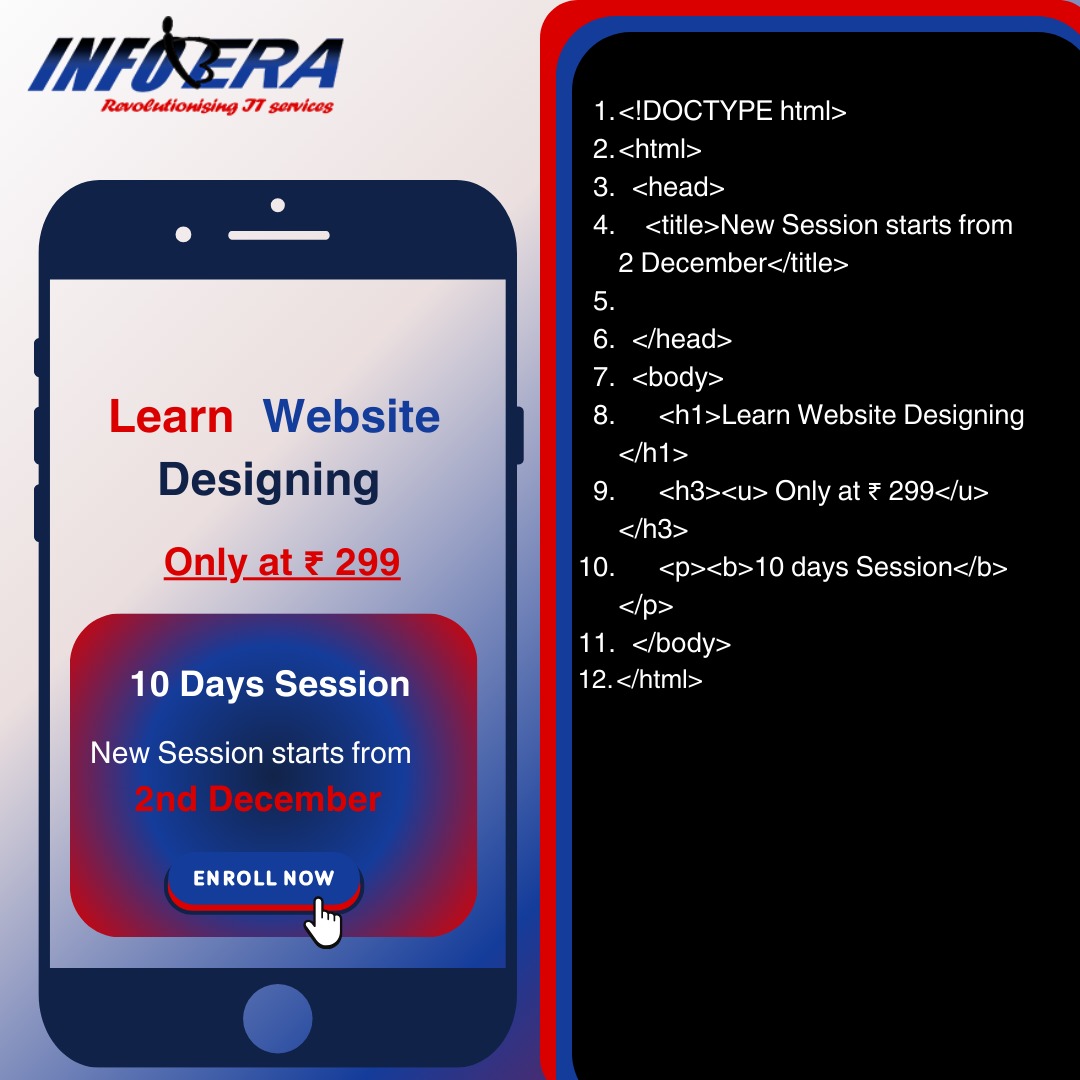 INFOERA
Revolutionising IT services
Learn Website
Designing
Only at ₹ 299
10 Days Session
New Session starts from
2nd December
ENROLL NOW
1.<!DOCTYPE html>
2.<html>
3. <head>
4. <title>New Session starts from
2 December</title>
5.
6. </head>
7. <body>
8. <h1>Learn Website Designing
</h1>
9. <h3><u> Only at ₹ 299</u>
</h3>
10. <p><b>10 days Session</b>
</p>
11. </body>
12.</html>